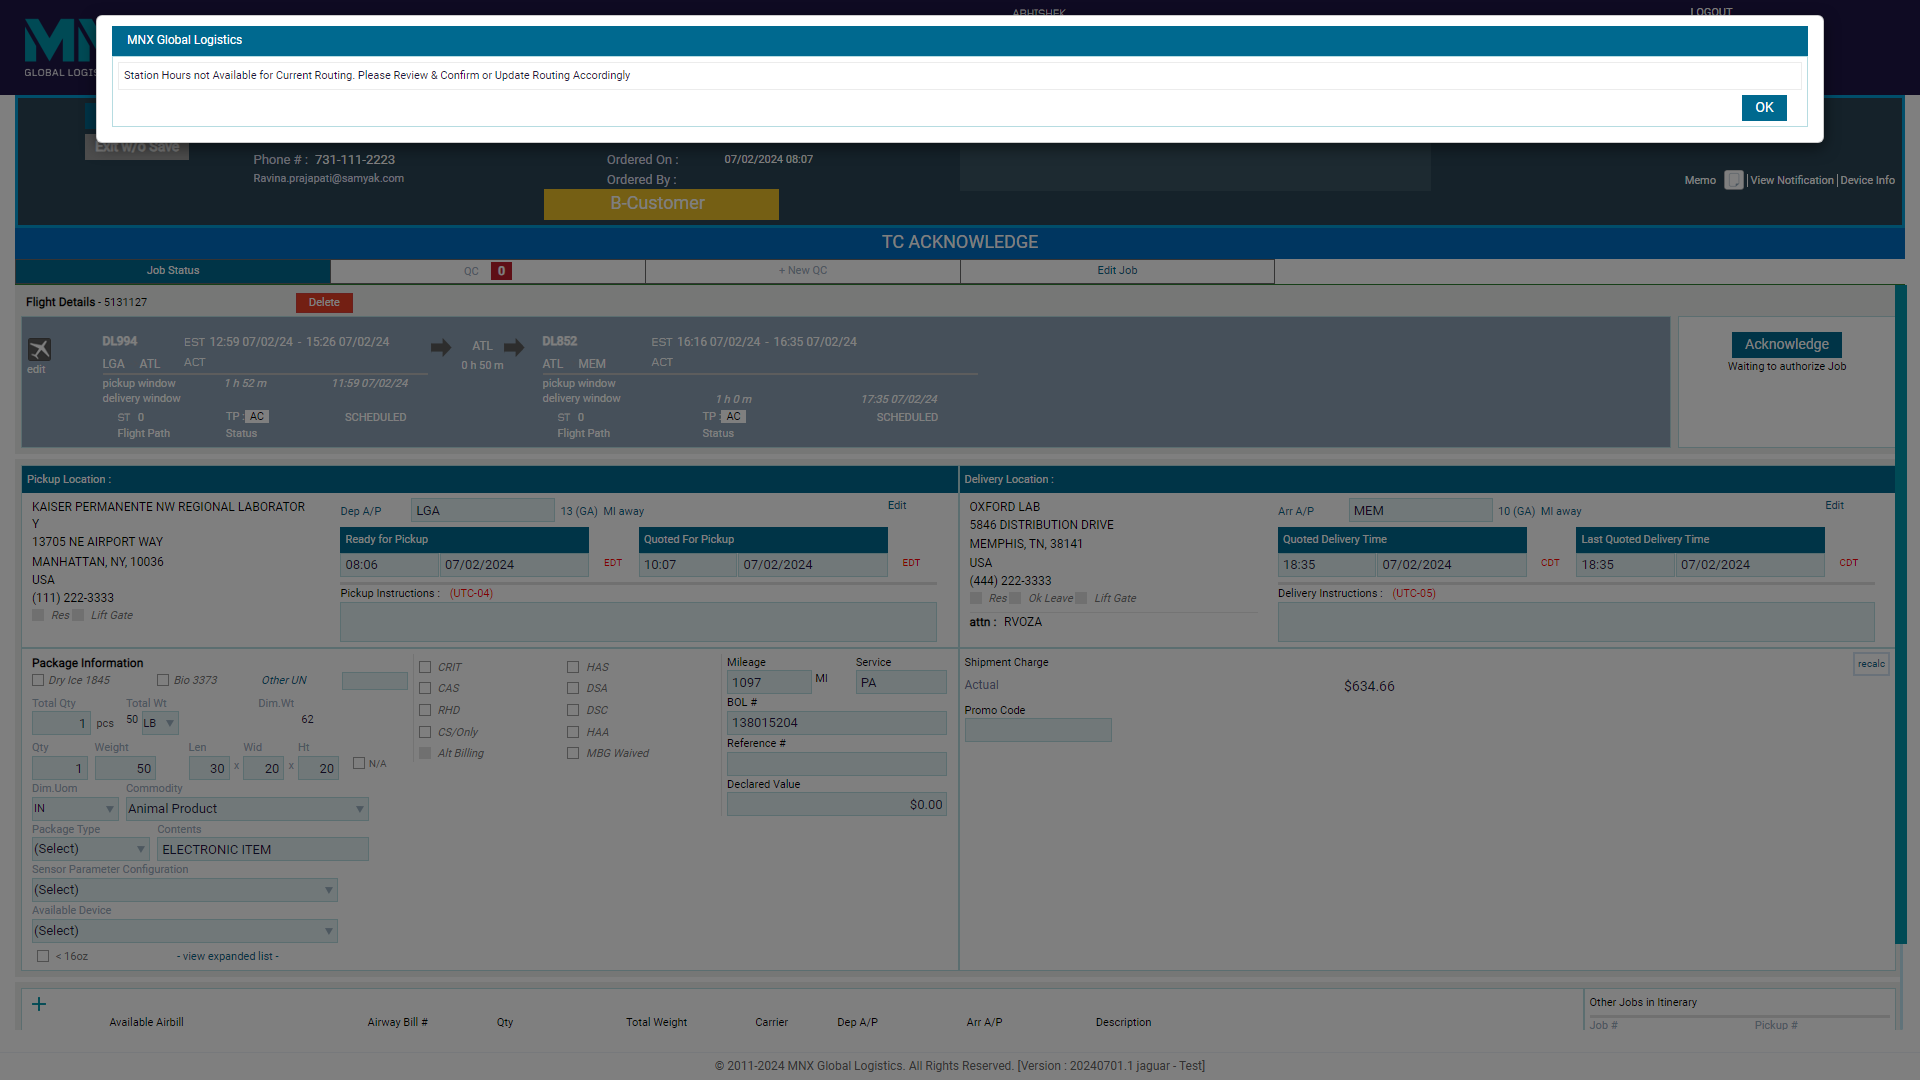 ABHISHEK
LOGOUT
MNX Global Logistics
Station Hours not Available for Current Routing. Please Review & Confirm or Update Routing Accordingly
OK
GLOBAL LOGIS
Exit w/o Save
Phone # : 731-111-2223
Ravina.prajapati@samyak.com
Ordered On : 07/02/2024 08:07
Ordered By :
B-Customer
Memo View Notification Device Info
TC ACKNOWLEDGE
Job Status
QC 0
+ New QC
Edit Job
Flight Details - 5131127
Delete
edit
DL994 EST 12:59 07/02/24 - 15:26 07/02/24
LGA ATL ACT
pickup window 1 h 52 m 11:59 07/02/24
delivery window
ST 0 TP : AC SCHEDULED
Flight Path Status
ATL
0 h 50 m
DL852 EST 16:16 07/02/24 - 16:35 07/02/24
ATL MEM ACT
pickup window
delivery window 1 h 0 m 17:35 07/02/24
ST 0 TP : AC SCHEDULED
Flight Path Status
Acknowledge
Waiting to authorize Job
Pickup Location :
KAISER PERMANENTE NW REGIONAL LABORATOR
Y
13705 NE AIRPORT WAY
MANHATTAN, NY, 10036
USA
(111) 222-3333
Res Lift Gate
Dep A/P LGA 13 (GA) MI away
Edit
Ready for Pickup
08:06 07/02/2024 EDT
Quoted For Pickup
10:07 07/02/2024 EDT
Pickup Instructions : (UTC-04)
Delivery Location :
OXFORD LAB
5846 DISTRIBUTION DRIVE
MEMPHIS, TN, 38141
USA
(444) 222-3333
Res Ok Leave Lift Gate
attn : RVOZA
Arr A/P MEM 10 (GA) MI away
Edit
Quoted Delivery Time
18:35 07/02/2024 CDT
Last Quoted Delivery Time
18:35 07/02/2024 CDT
Delivery Instructions : (UTC-05)
Package Information
Dry Ice 1845 Bio 3373 Other UN
Total Qty Total Wt Dim.Wt
1 pcs 50 LB 62
Qty Weight Len Wid Ht
1 50 30 x 20 x 20 N/A
Dim.Uom Commodity
IN Animal Product
Package Type Contents
(Select) ELECTRONIC ITEM
Sensor Parameter Configuration
(Select)
Available Device
(Select)
< 16oz - view expanded list -
CRIT HAS
CAS DSA
RHD DSC
CS/Only HAA
Alt Billing MBG Waived
Mileage Service
1097 MI PA
BOL #
138015204
Reference #
Declared Value
$0.00
Shipment Charge
recalc
Actual $634.66
Promo Code
+
Available Airbill Airway Bill # Qty Total Weight Carrier Dep A/P Arr A/P Description
Other Jobs in Itinerary
Job # Pickup #
© 2011-2024 MNX Global Logistics. All Rights Reserved. [Version : 20240701.1 jaguar - Test]